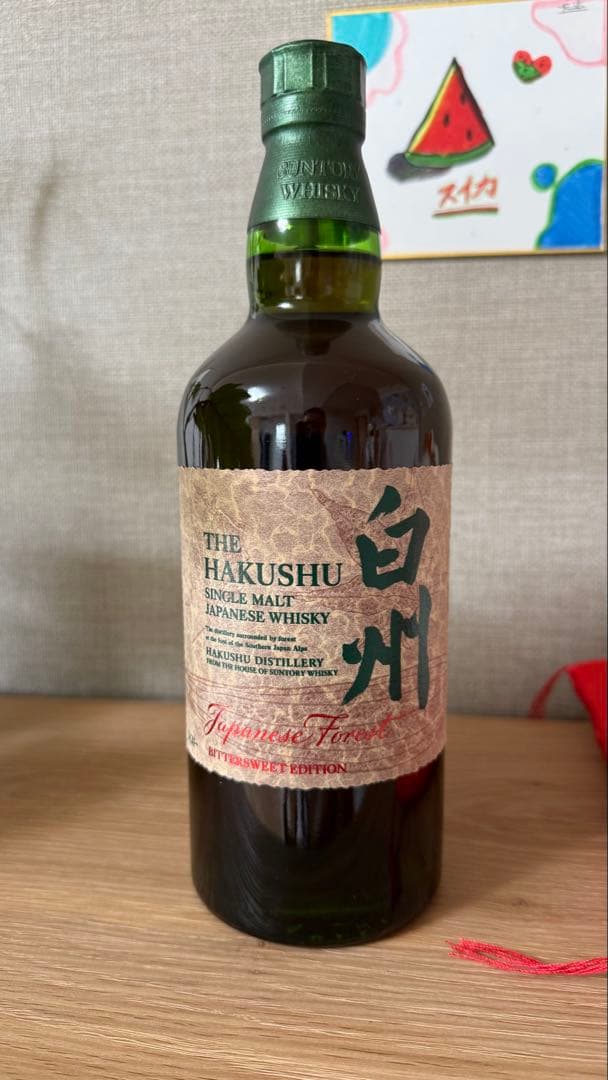 スイカ
SUNTORY
WHISKY
THE
HAKUSHU
SINGLE MALT
JAPANESE WHISKY
The distillery surrounded by forest
at the foot of the Southern Japan Alps
HAKUSHU DISTILLERY
FROM THE HOUSE OF SUNTORY WHISKY
白州
Japanese Forest
BITTERSWEET EDITION